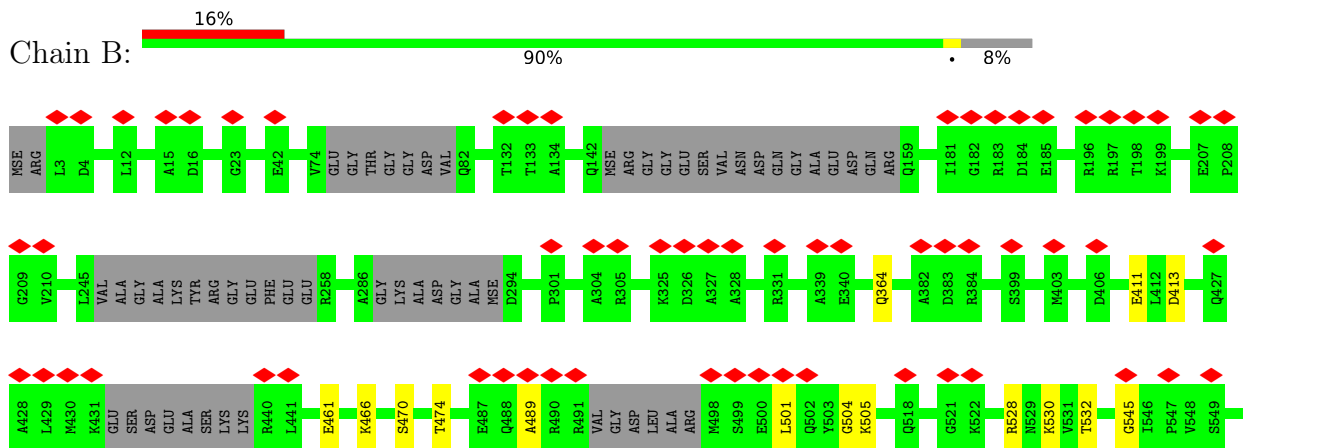 16%
Chain B:
90% • 8%
MSE ARG L3 D4 L12 A15 D16 G23 E42 V74 GLU GLY THR GLY GLY ASP VAL Q82 T132 T133 A134 Q142 MSE ARG GLY GLY GLU SER VAL ASN ASP GLN GLY ALA GLU ASP GLN ARG Q159 I181 G182 R183 D184 E185 R196 R197 T198 K199 E207 P208
G209 V210 L245 VAL ALA GLY ALA LYS TYR ARG GLY GLU PHE GLU GLU R258 A286 GLY LYS ALA ASP GLY ALA MSE D294 P301 A304 R305 K325 D326 A327 A328 R331 A339 E340 Q364 A382 D383 R384 S399 M403 D406 E411 L412 D413 Q427
A428 L429 M430 K431 GLU SER ASP GLU ALA SER LYS LYS R440 L441 E461 K466 S470 T474 E487 Q488 A489 R490 R491 VAL GLY ASP LEU ALA ARG M498 S499 E500 L501 Q502 Y503 G504 K505 Q518 G521 K522 R528 N529 K530 V531 T532 G545 I546 P547 V548 S549